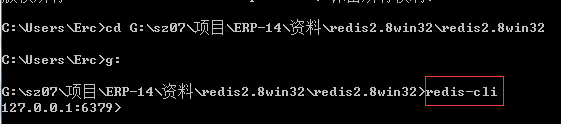 C:\Users\Erc>cd G:\sz07\项目\ERP-14\资料\redis2.8win32\redis2.8win32
C:\Users\Erc>g:
G:\sz07\项目\ERP-14\资料\redis2.8win32\redis2.8win32>redis-cli
127.0.0.1:6379>